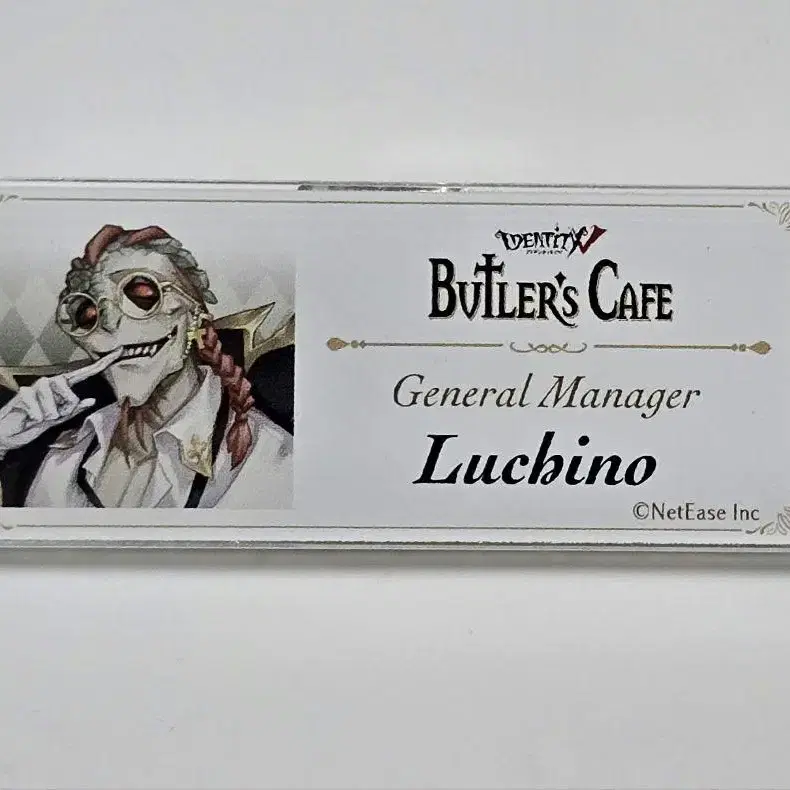 IDENTITY V
BUTLER'S CAFE
General Manager
Luchino
©NetEase Inc